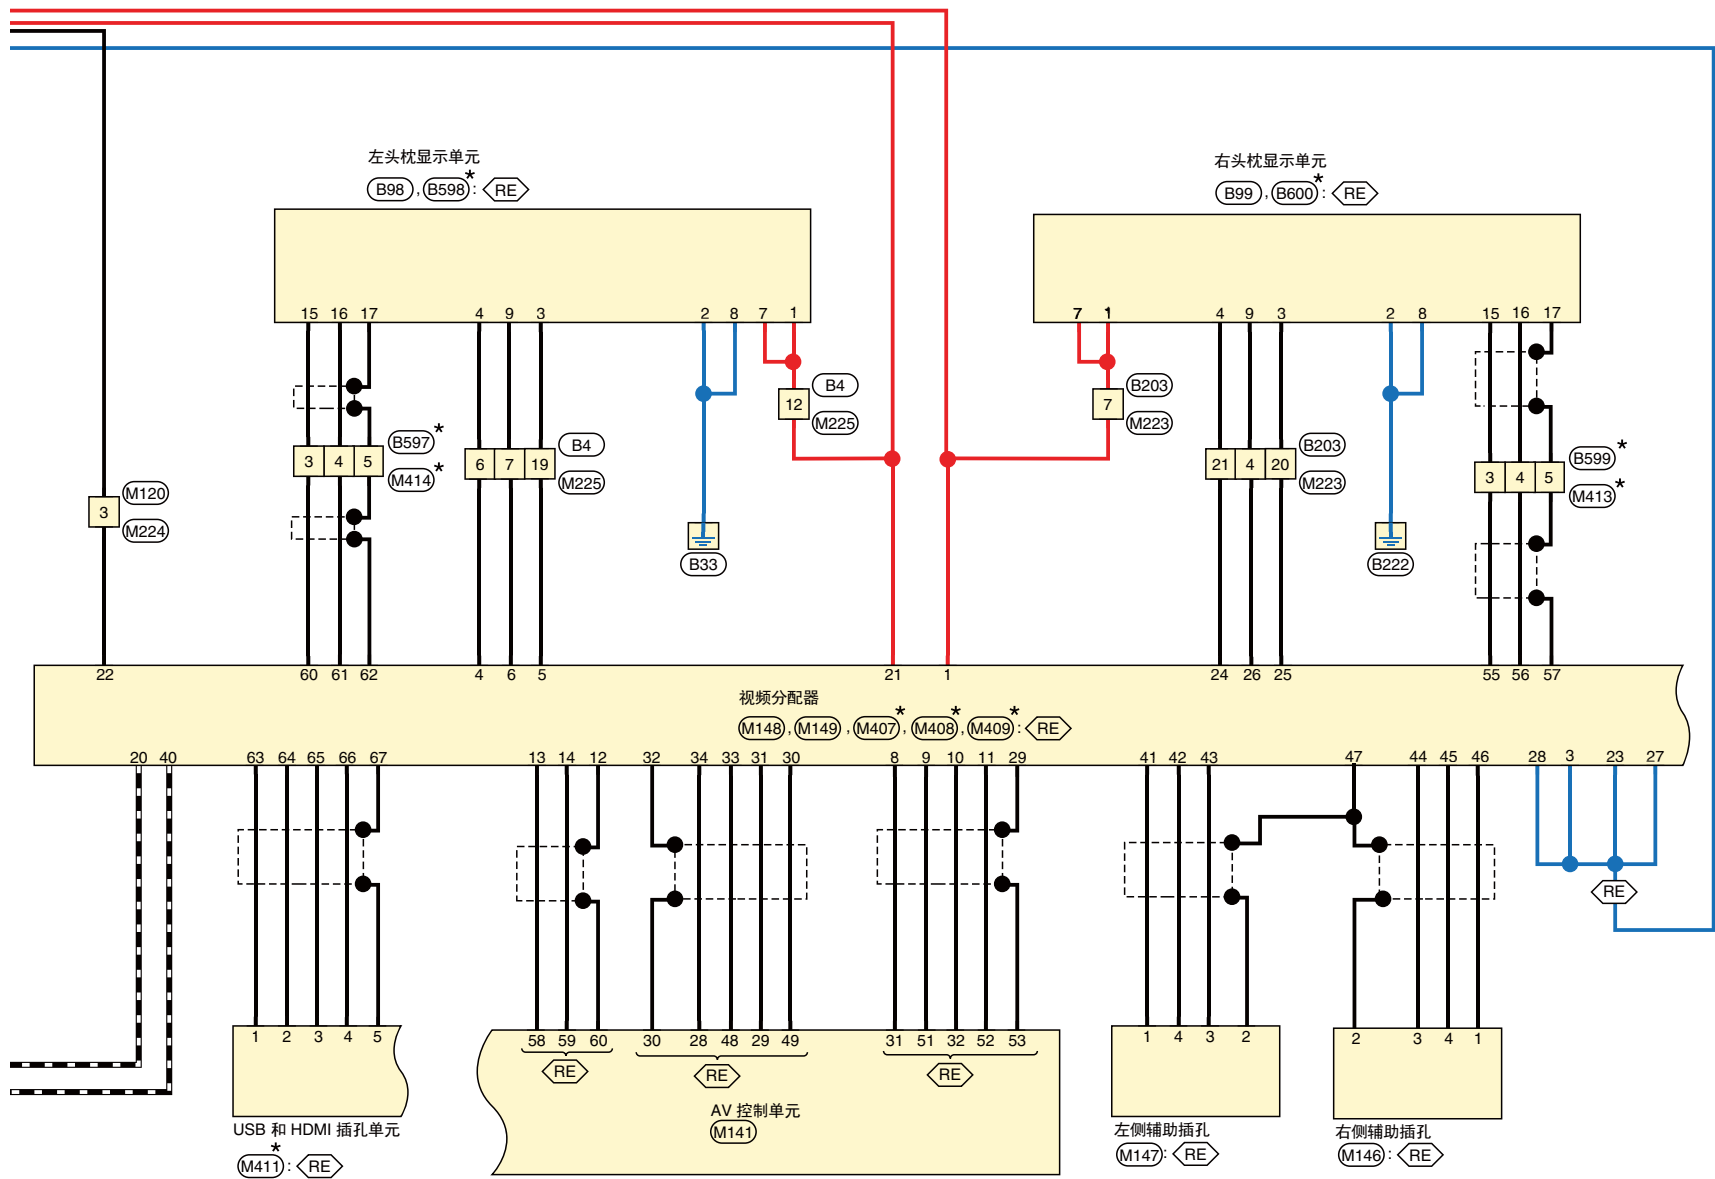 左头枕显示单元
B98 , B598* : RE
右头枕显示单元
B99 , B600* : RE
15 16 17 4 9 3 2 8 7 1
7 1 4 9 3 2 8 15 16 17
12 B4
M225
7 B203
M223
3 4 5 B597*
M414*
6 7 19 B4
M225
21 4 20 B203
M223
3 4 5 B599*
M413*
3 M120
M224
B33
B222
22 60 61 62 4 6 5 21 1 24 26 25 55 56 57
视频分配器
M148 , M149 , M407* , M408* , M409* : RE
20 40 63 64 65 66 67 13 14 12 32 34 33 31 30 8 9 10 11 29 41 42 43 47 44 45 46 28 3 23 27
RE
1 2 3 4 5
58 59 60 30 28 48 29 49 31 51 32 52 53
1 4 3 2
2 3 4 1
RE RE RE
AV 控制单元
M141
USB 和 HDMI 插孔单元
M411* : RE
左侧辅助插孔
M147 : RE
右侧辅助插孔
M146 : RE